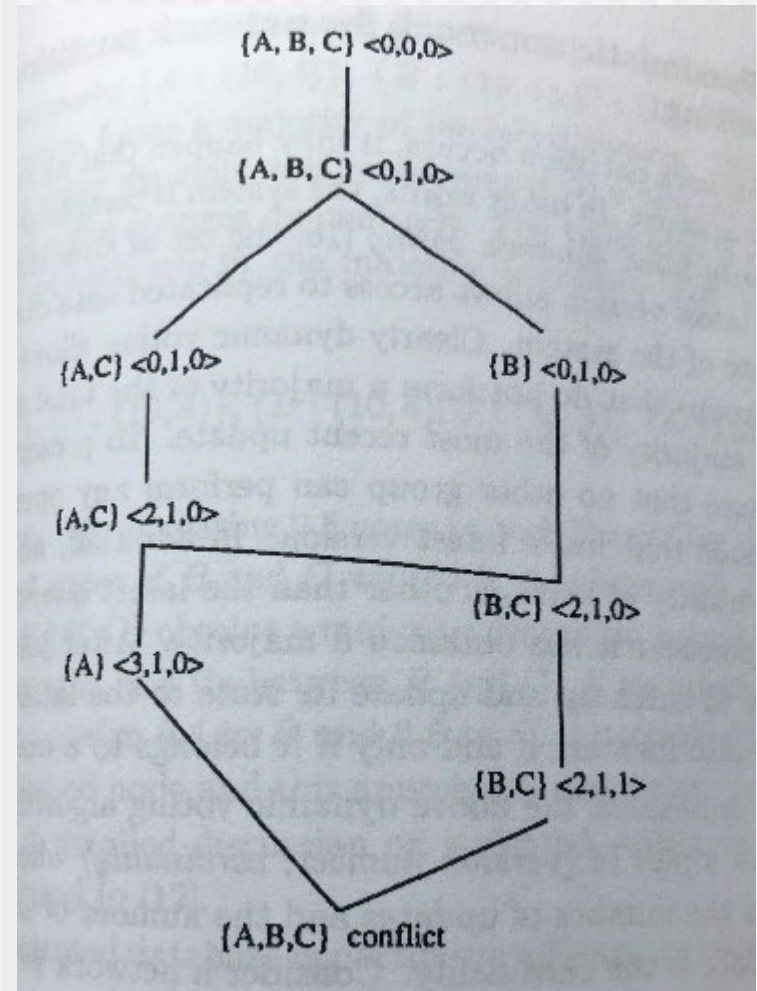 {A, B, C} <0,0,0>
{A, B, C} <0,1,0>
{A,C} <0,1,0>
{B} <0,1,0>
{A,C} <2,1,0>
{B,C} <2,1,0>
{A} <3,1,0>
{B,C} <2,1,1>
{A,B,C} conflict